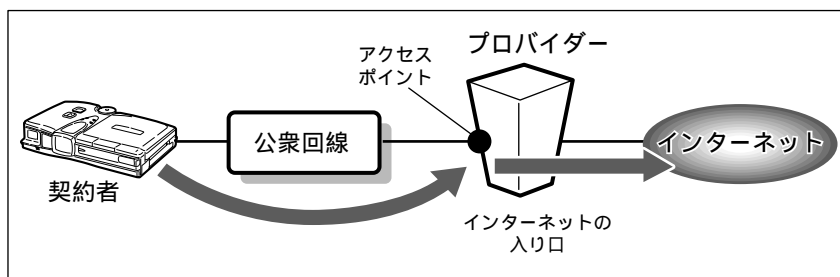 プロバイダー
アクセス
ポイント
公衆回線
インターネット
契約者
インターネットの
入り口